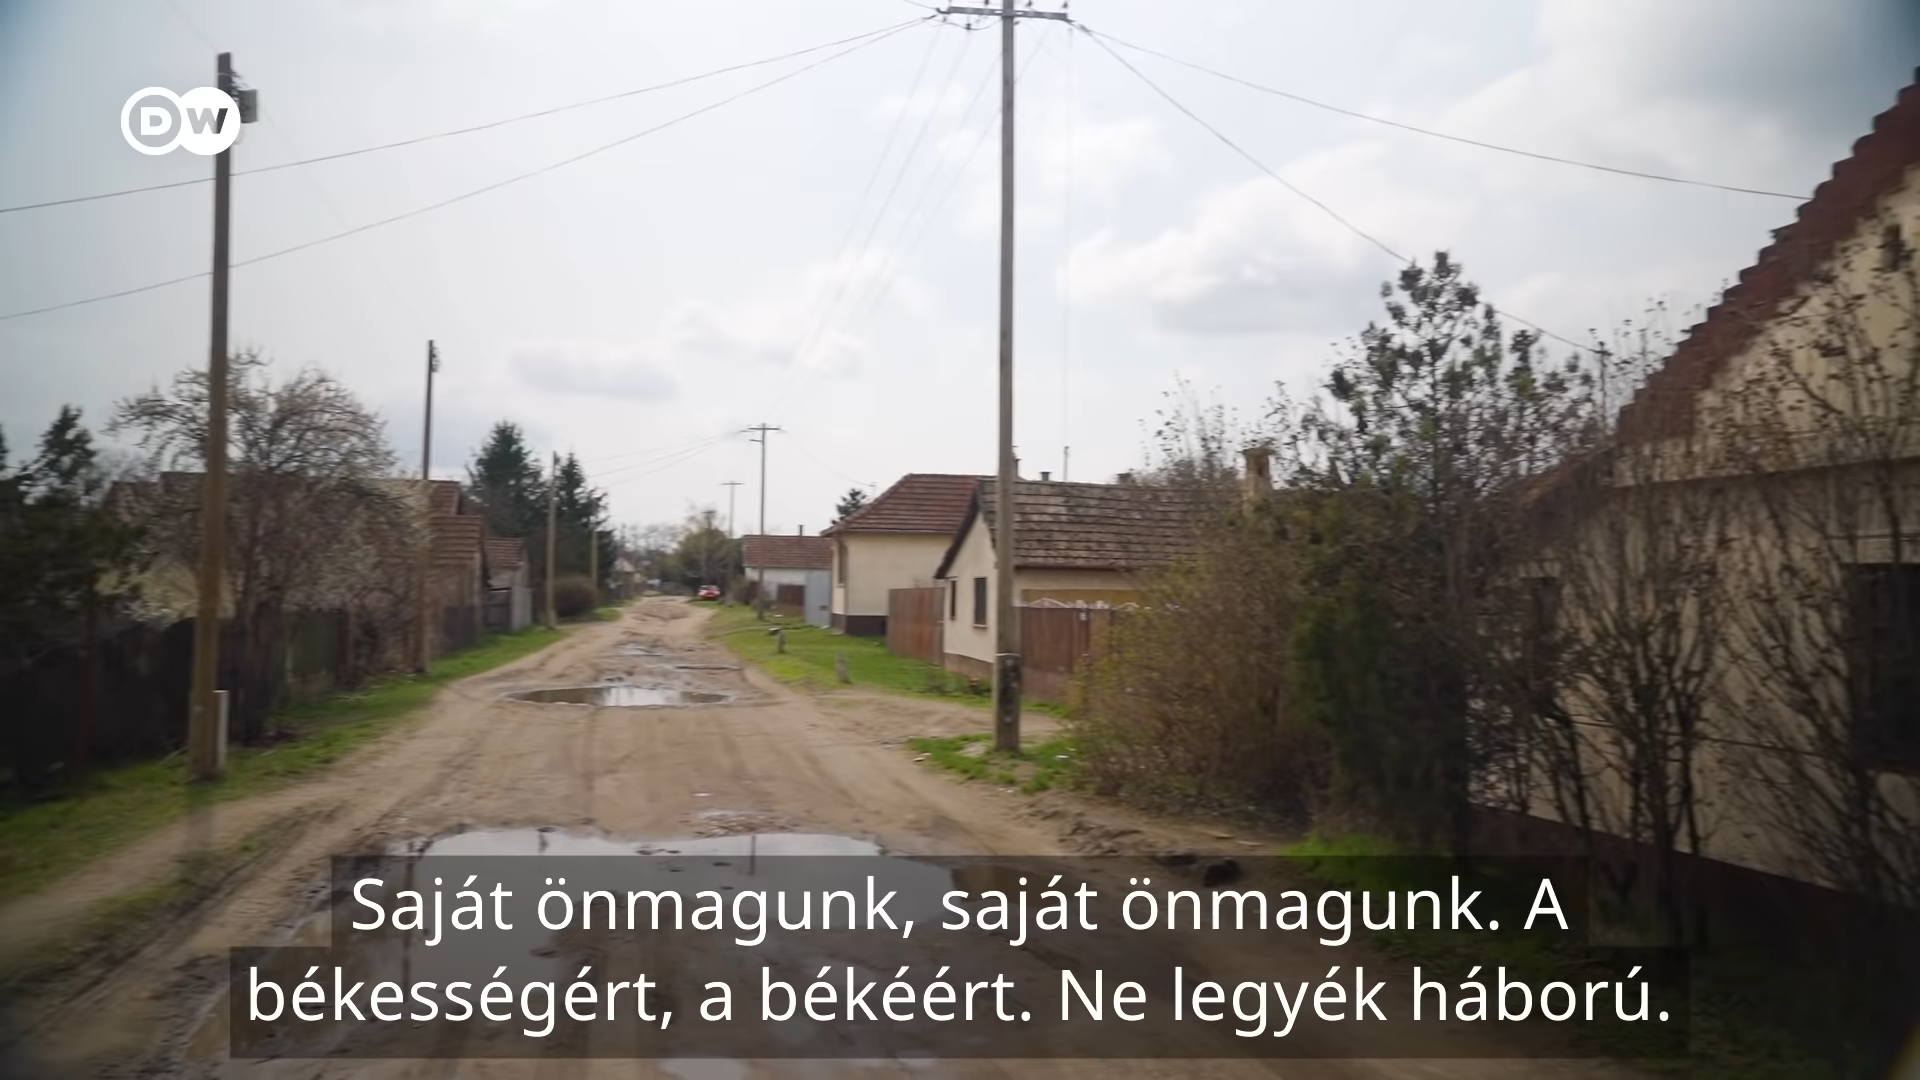 DW
Saját önmagunk, saját önmagunk. A
békességért, a békéért. Ne legyék háború.